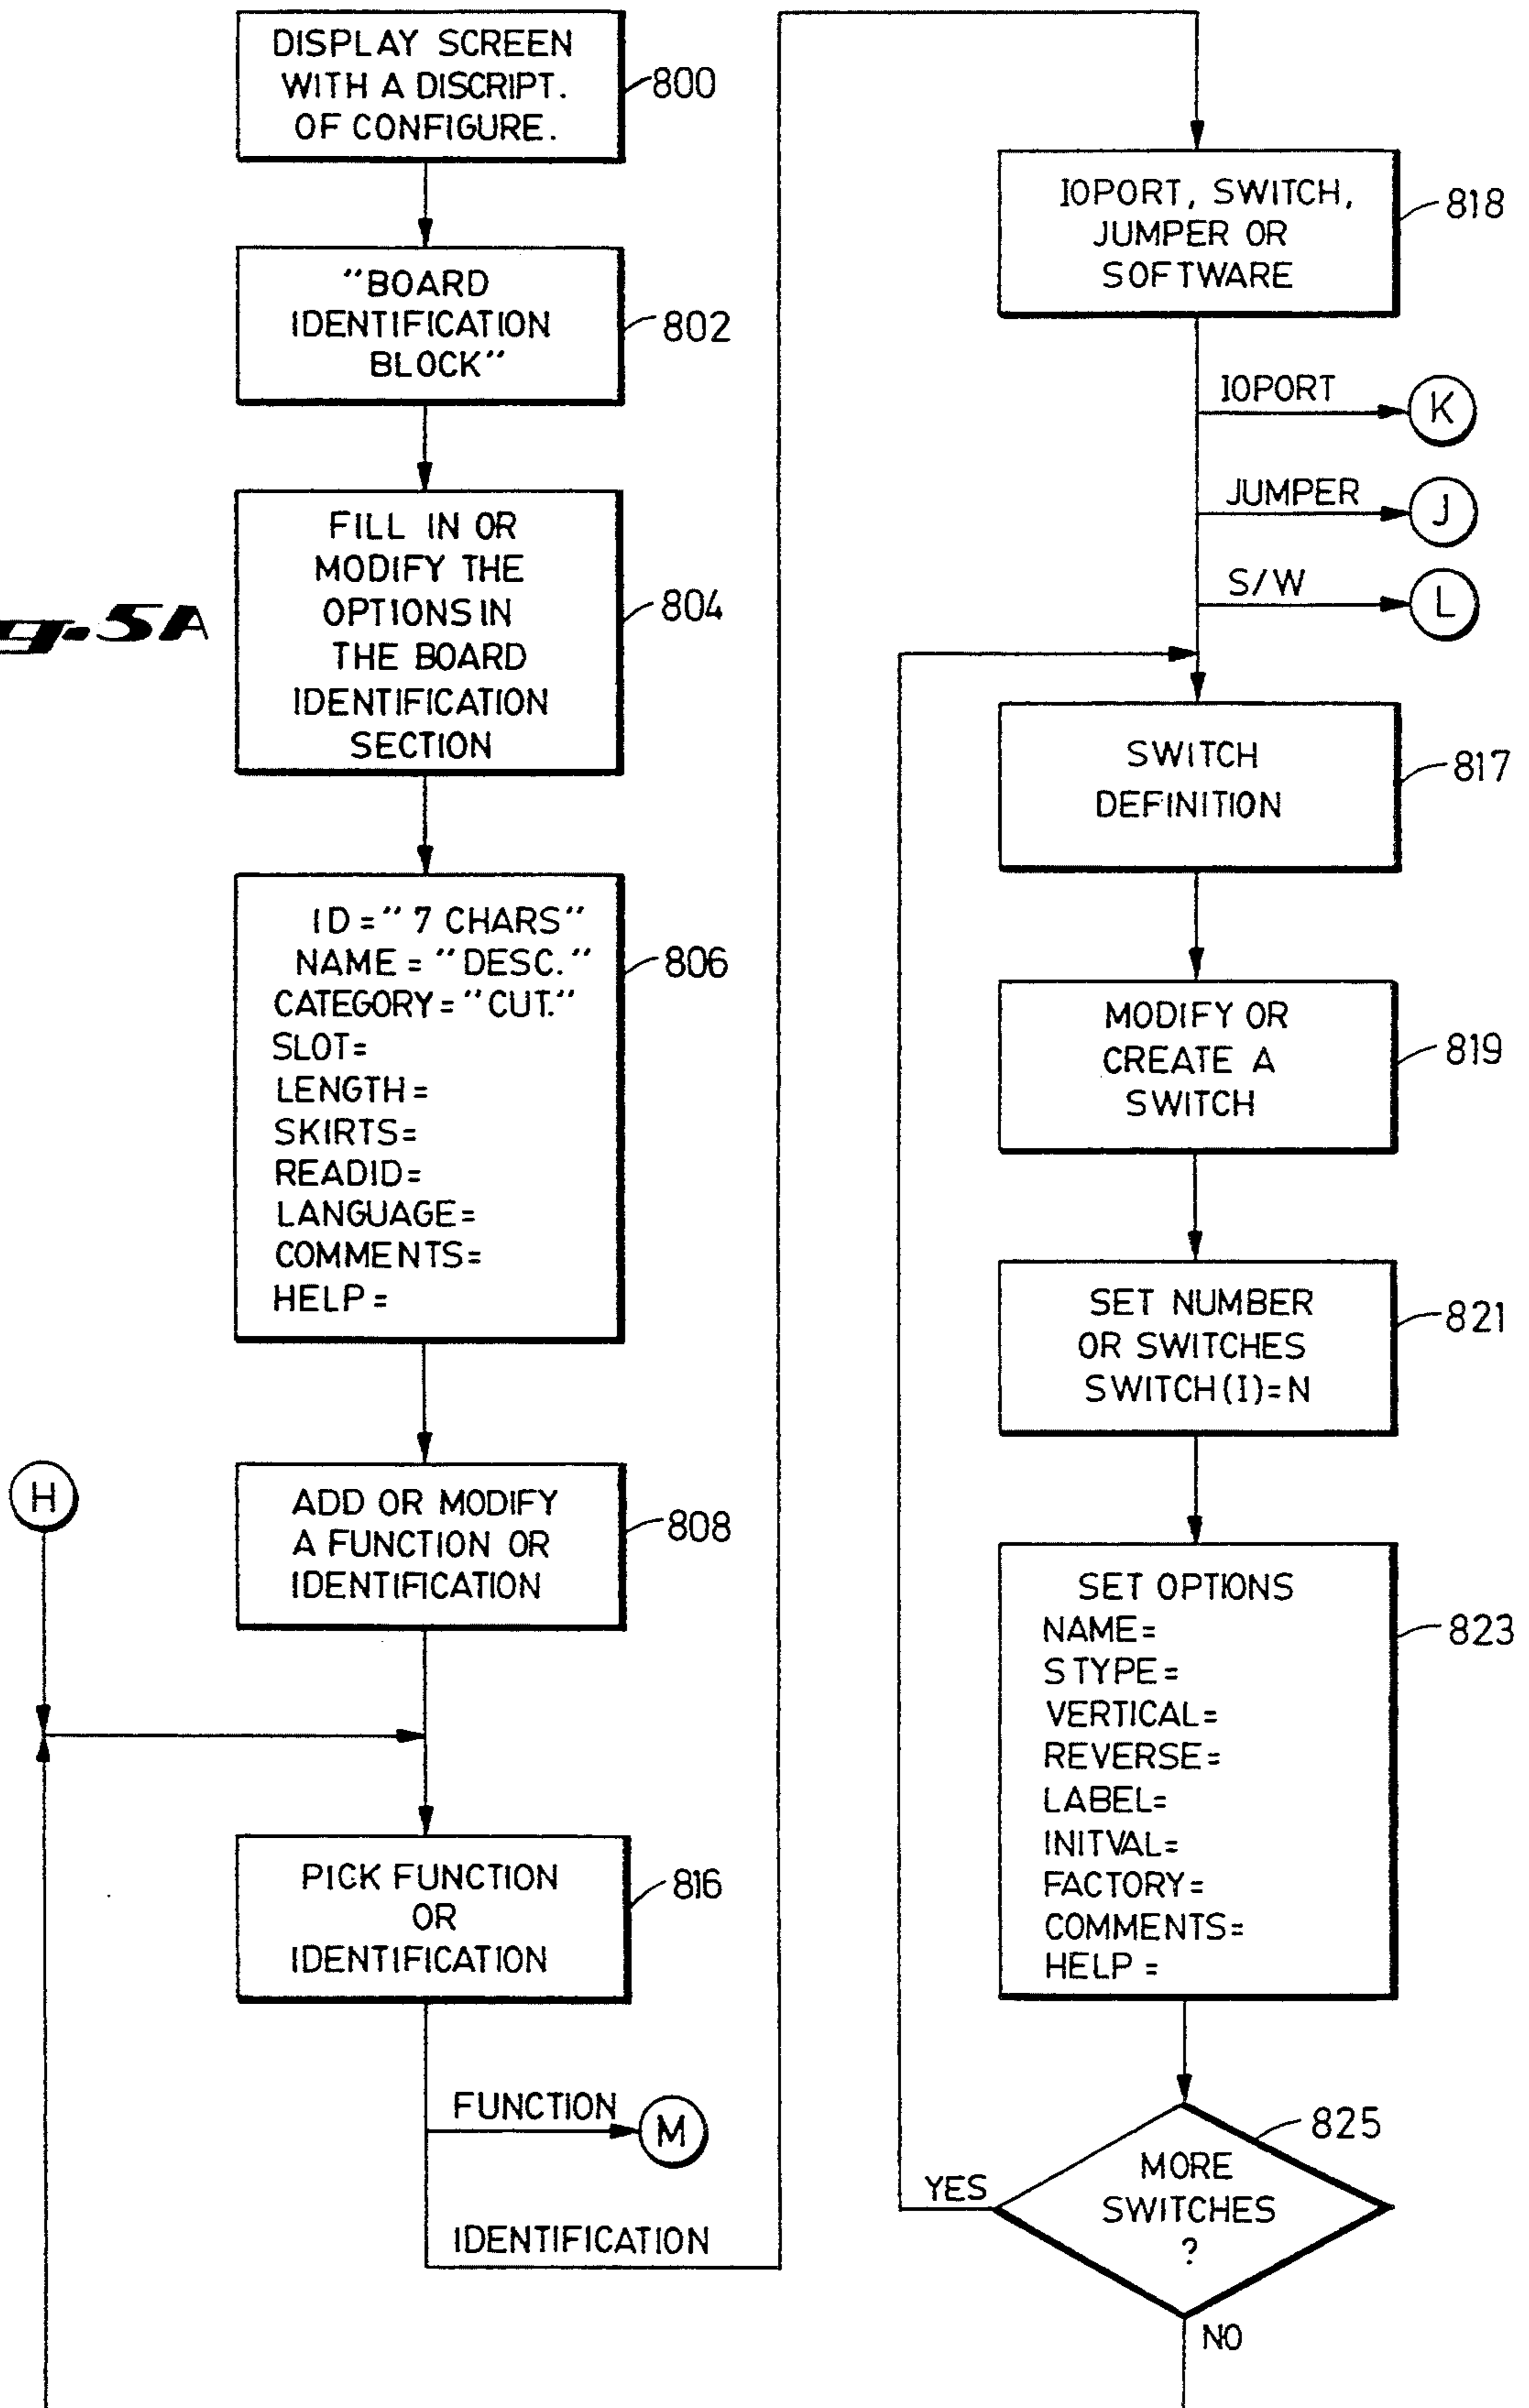 DISPLAY SCREEN
WITH A DISCRIPT.
OF CONFIGURE.
800
"BOARD
IDENTIFICATION
BLOCK"
802
FILL IN OR
MODIFY THE
OPTIONS IN
THE BOARD
IDENTIFICATION
SECTION
804
g.5A
ID="7 CHARS"
NAME="DESC."
CATEGORY="CUT."
SLOT=
LENGTH=
SKIRTS=
READID=
LANGUAGE=
COMMENTS=
HELP=
806
H
ADD OR MODIFY
A FUNCTION OR
IDENTIFICATION
808
PICK FUNCTION
OR
IDENTIFICATION
816
FUNCTION
M
IDENTIFICATION
IOPORT, SWITCH,
JUMPER OR
SOFTWARE
818
IOPORT
K
JUMPER
J
S/W
L
SWITCH
DEFINITION
817
MODIFY OR
CREATE A
SWITCH
819
SET NUMBER
OR SWITCHES
SWITCH(I)=N
821
SET OPTIONS
NAME=
STYPE=
VERTICAL=
REVERSE=
LABEL=
INITVAL=
FACTORY=
COMMENTS=
HELP=
823
MORE
SWITCHES
?
825
YES
NO